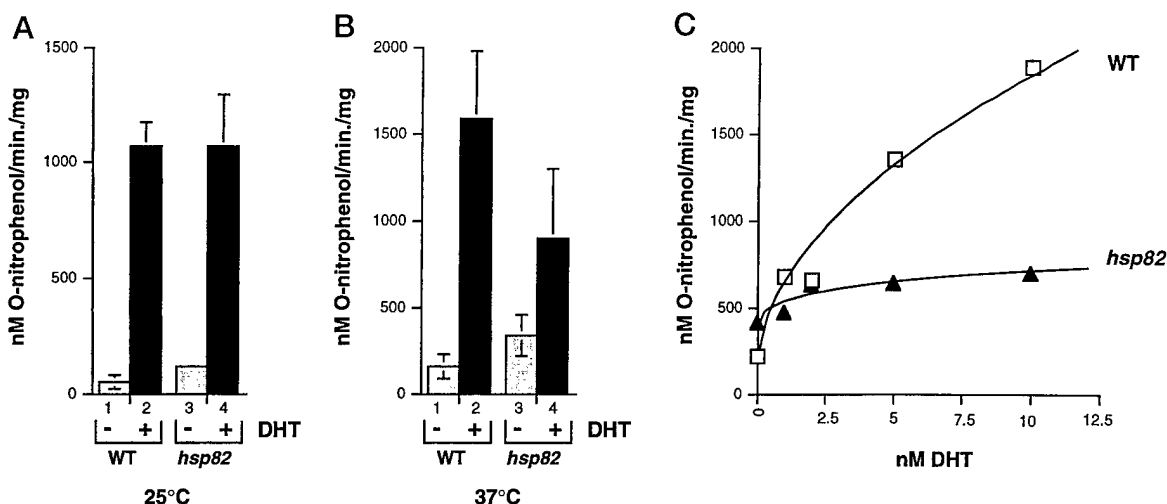 A
nM O-nitrophenol/min./mg
1500
1000
500
0
1 2 3 4
- + - + DHT
WT hsp82
25°C
B
nM O-nitrophenol/min./mg
2000
1500
1000
500
0
1 2 3 4
- + - + DHT
WT hsp82
37°C
C
nM O-nitrophenol/min./mg
2000
1500
1000
500
0
0 2.5 5 7.5 10 12.5
nM DHT
WT
hsp82